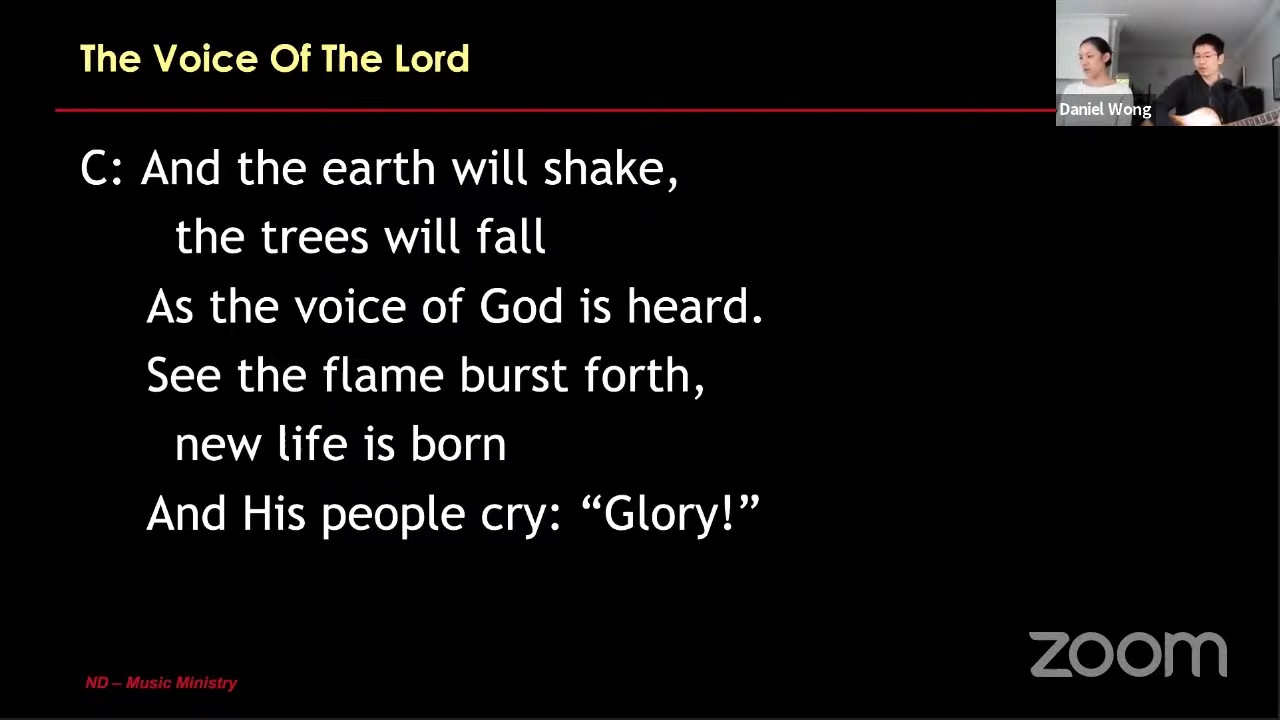 The Voice Of The Lord
Daniel Wong
C: And the earth will shake,
the trees will fall
As the voice of God is heard.
See the flame burst forth,
new life is born
And His people cry: “Glory!”
zoom
ND – Music Ministry